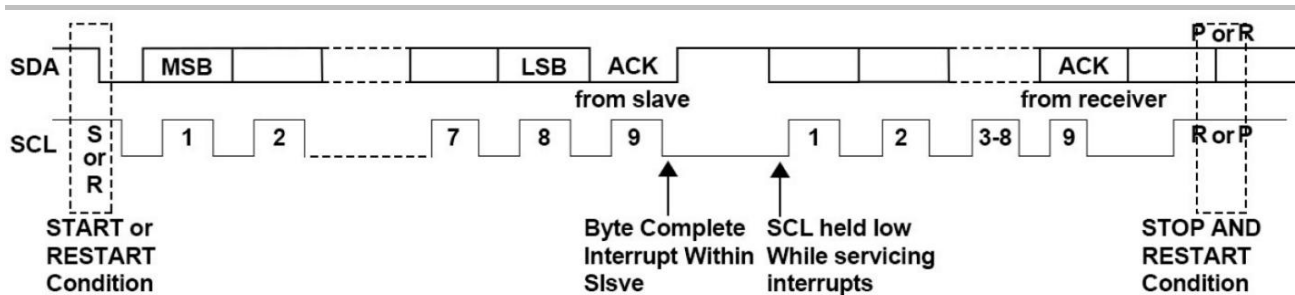 P or R
SDA MSB LSB ACK ACK
from slave from receiver
SCL S or R 1 2 7 8 9 1 2 3-8 9 R or P
START or RESTART Condition
Byte Complete Interrupt Within SIsve
SCL held low While servicing interrupts
STOP AND RESTART Condition